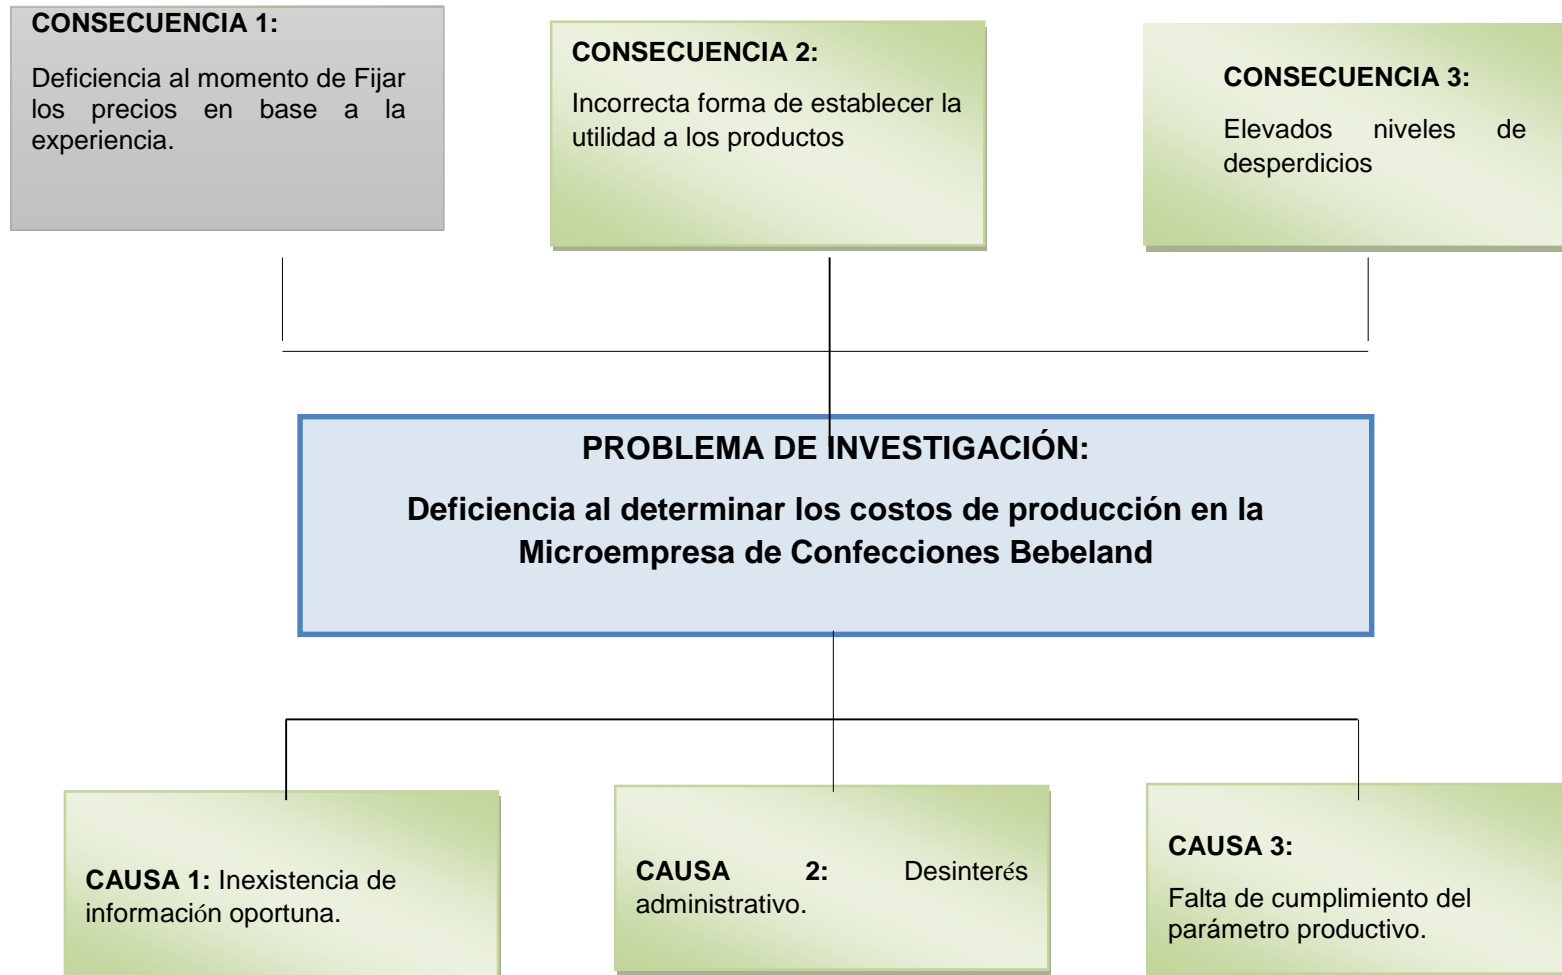 CONSECUENCIA 1:
Deficiencia al momento de Fijar
los precios en base a la
experiencia.
CONSECUENCIA 2:
Incorrecta forma de establecer la
utilidad a los productos
CONSECUENCIA 3:
Elevados niveles de
desperdicios
PROBLEMA DE INVESTIGACIÓN:
Deficiencia al determinar los costos de producción en la
Microempresa de Confecciones Bebeland
CAUSA 1: Inexistencia de
información oportuna.
CAUSA 2: Desinterés
administrativo.
CAUSA 3:
Falta de cumplimiento del
parámetro productivo.